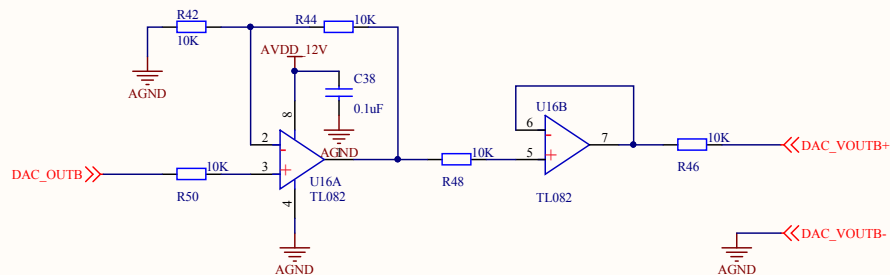 R42
R44
10K
10K
AVDD_12V
AGND
C38
8
0.1uF
U16B
6
2
7
10K
1
AGND
10K
DAC_VOUTB+
10K
3
5
DAC_OUTB
R46
U16A
R48
R50
TL082
TL082
4
DAC_VOUTB-
AGND
AGND